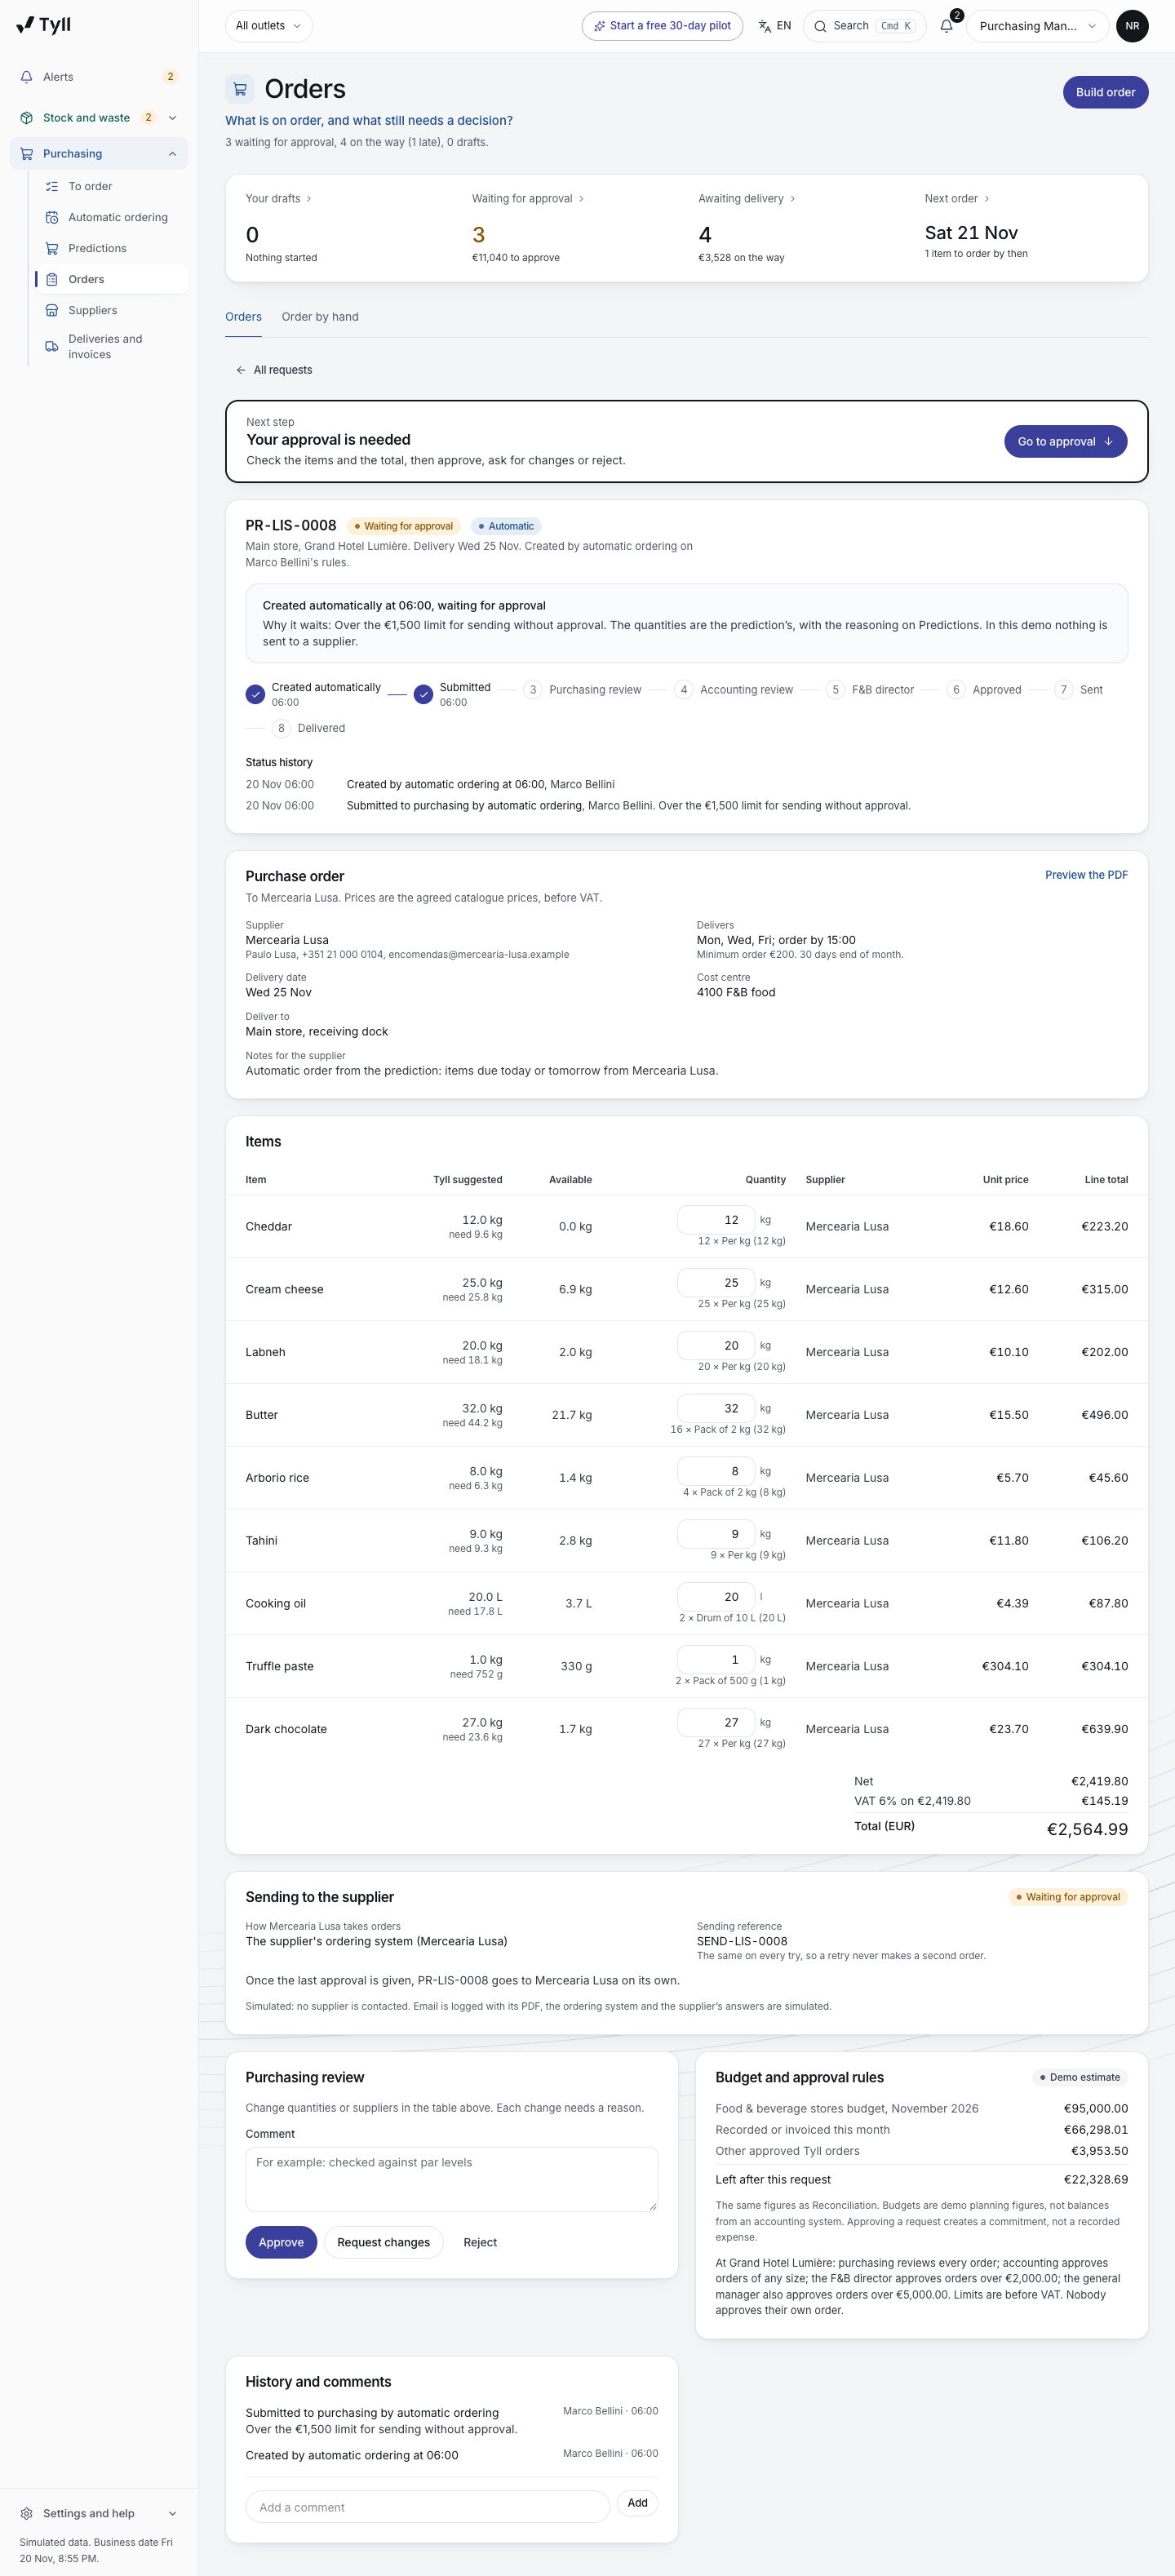 Tyll
All outlets
Start a free 30-day pilot
EN
Search Cmd K
2
Purchasing Man...
NR
Alerts 2
Stock and waste 2
Purchasing
To order
Automatic ordering
Predictions
Orders
Suppliers
Deliveries and
invoices
Orders
Build order
What is on order, and what still needs a decision?
3 waiting for approval, 4 on the way (1 late), 0 drafts.
Your drafts
0
Nothing started
Waiting for approval
3
€11,040 to approve
Awaiting delivery
4
€3,528 on the way
Next order
Sat 21 Nov
1 item to order by then
Orders Order by hand
All requests
Next step
Your approval is needed
Check the items and the total, then approve, ask for changes or reject.
Go to approval
PR-LIS-0008 Waiting for approval Automatic
Main store, Grand Hotel Lumière. Delivery Wed 25 Nov. Created by automatic ordering on
Marco Bellini's rules.
Created automatically at 06:00, waiting for approval
Why it waits: Over the €1,500 limit for sending without approval. The quantities are the prediction’s, with the reasoning on Predictions. In this demo nothing is
sent to a supplier.
Created automatically
06:00
Submitted
06:00
3 Purchasing review
4 Accounting review
5 F&B director
6 Approved
7 Sent
8 Delivered
Status history
20 Nov 06:00 Created by automatic ordering at 06:00, Marco Bellini
20 Nov 06:00 Submitted to purchasing by automatic ordering, Marco Bellini. Over the €1,500 limit for sending without approval.
Purchase order
Preview the PDF
To Mercearia Lusa. Prices are the agreed catalogue prices, before VAT.
Supplier
Mercearia Lusa
Paulo Lusa, +351 21 000 0104, encomendas@mercearia-lusa.example
Delivers
Mon, Wed, Fri; order by 15:00
Minimum order €200. 30 days end of month.
Delivery date
Wed 25 Nov
Cost centre
4100 F&B food
Deliver to
Main store, receiving dock
Notes for the supplier
Automatic order from the prediction: items due today or tomorrow from Mercearia Lusa.
Items
Item Tyll suggested Available Quantity Supplier Unit price Line total
Cheddar 12.0 kg 0.0 kg 12 kg Mercearia Lusa €18.60 €223.20
need 9.6 kg 12 × Per kg (12 kg)
Cream cheese 25.0 kg 6.9 kg 25 kg Mercearia Lusa €12.60 €315.00
need 25.8 kg 25 × Per kg (25 kg)
Labneh 20.0 kg 2.0 kg 20 kg Mercearia Lusa €10.10 €202.00
need 18.1 kg 20 × Per kg (20 kg)
Butter 32.0 kg 21.7 kg 32 kg Mercearia Lusa €15.50 €496.00
need 44.2 kg 16 × Pack of 2 kg (32 kg)
Arborio rice 8.0 kg 1.4 kg 8 kg Mercearia Lusa €5.70 €45.60
need 6.3 kg 4 × Pack of 2 kg (8 kg)
Tahini 9.0 kg 2.8 kg 9 kg Mercearia Lusa €11.80 €106.20
need 9.3 kg 9 × Per kg (9 kg)
Cooking oil 20.0 L 3.7 L 20 l Mercearia Lusa €4.39 €87.80
need 17.8 L 2 × Drum of 10 L (20 L)
Truffle paste 1.0 kg 330 g 1 kg Mercearia Lusa €304.10 €304.10
need 752 g 2 × Pack of 500 g (1 kg)
Dark chocolate 27.0 kg 1.7 kg 27 kg Mercearia Lusa €23.70 €639.90
need 23.6 kg 27 × Per kg (27 kg)
Net €2,419.80
VAT 6% on €2,419.80 €145.19
Total (EUR) €2,564.99
Sending to the supplier
Waiting for approval
How Mercearia Lusa takes orders
The supplier's ordering system (Mercearia Lusa)
Sending reference
SEND-LIS-0008
The same on every try, so a retry never makes a second order.
Once the last approval is given, PR-LIS-0008 goes to Mercearia Lusa on its own.
Simulated: no supplier is contacted. Email is logged with its PDF, the ordering system and the supplier’s answers are simulated.
Purchasing review
Change quantities or suppliers in the table above. Each change needs a reason.
Comment
For example: checked against par levels
Approve Request changes Reject
Budget and approval rules
Demo estimate
Food & beverage stores budget, November 2026 €95,000.00
Recorded or invoiced this month €66,298.01
Other approved Tyll orders €3,953.50
Left after this request €22,328.69
The same figures as Reconciliation. Budgets are demo planning figures, not balances
from an accounting system. Approving a request creates a commitment, not a recorded
expense.
At Grand Hotel Lumière: purchasing reviews every order; accounting approves
orders of any size; the F&B director approves orders over €2,000.00; the general
manager also approves orders over €5,000.00. Limits are before VAT. Nobody
approves their own order.
History and comments
Submitted to purchasing by automatic ordering Marco Bellini · 06:00
Over the €1,500 limit for sending without approval.
Created by automatic ordering at 06:00 Marco Bellini · 06:00
Add a comment
Add
Settings and help
Simulated data. Business date Fri
20 Nov, 8:55 PM.